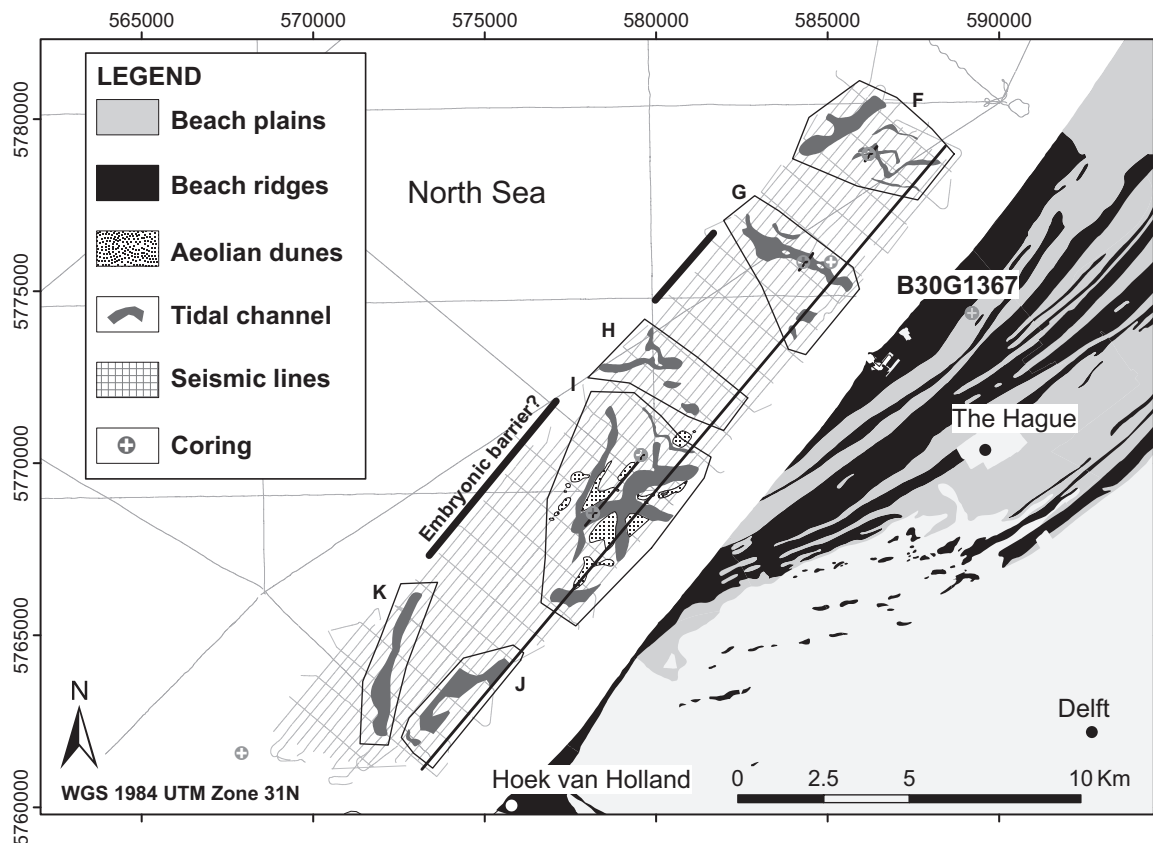 565000 570000 575000 580000 585000 590000
5780000
5775000
5770000
5765000
5760000
LEGEND
Beach plains
Beach ridges
Aeolian dunes
Tidal channel
Seismic lines
Coring
North Sea
F
G
H
I
J
K
Embryonic barrier?
B30G1367
The Hague
Delft
Hoek van Holland
N
WGS 1984 UTM Zone 31N
0 2.5 5 10 Km